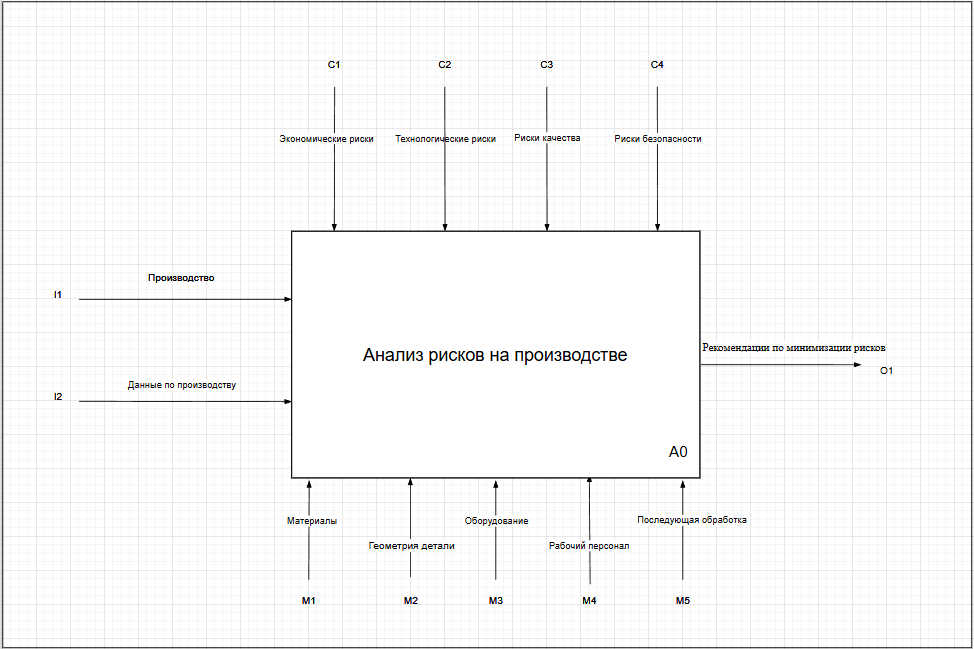 C1
C2
C3
C4
Экономические риски
Технологические риски
Риски качества
Риски безопасности
Производство
I1
Анализ рисков на производстве
Рекомендации по минимизации рисков
O1
Данные по производству
I2
A0
Материалы
Оборудование
Последующая обработка
Геометрия детали
Рабочий персонал
M1
M2
M3
M4
M5